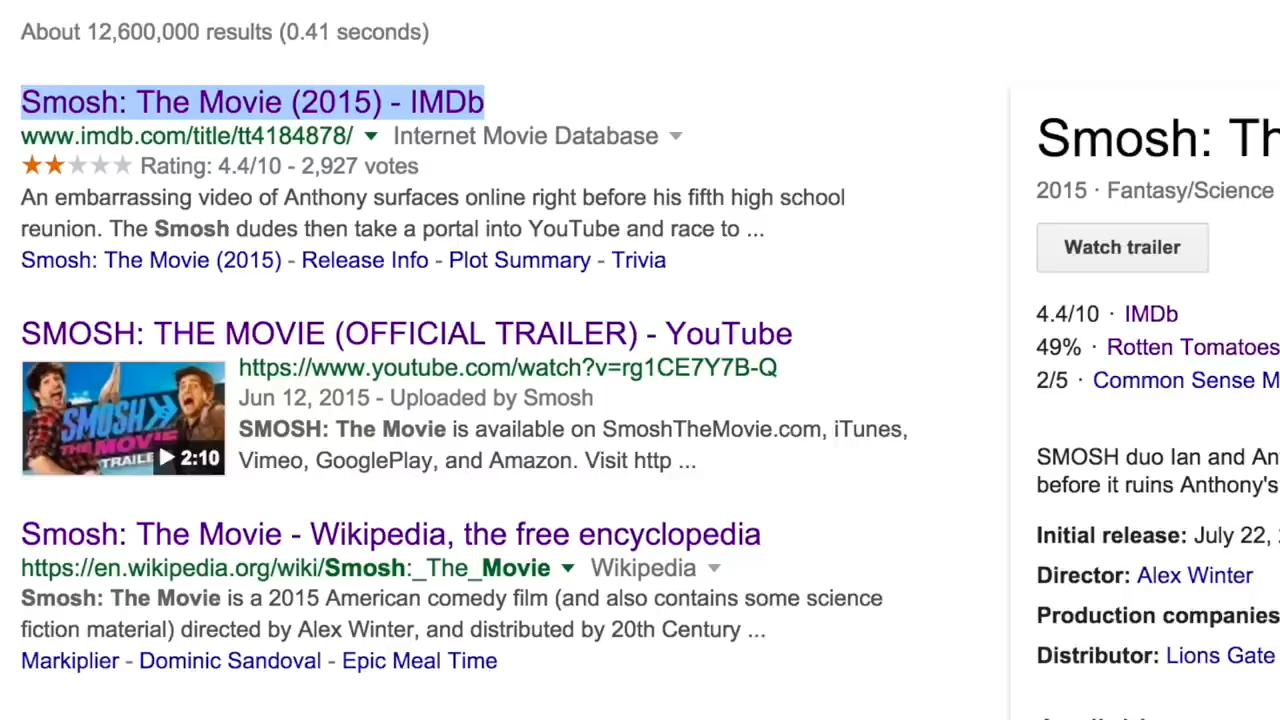 About 12,600,000 results (0.41 seconds)
Smosh: The Movie (2015) - IMDb
www.imdb.com/title/tt4184878/ Internet Movie Database
Rating: 4.4/10 - 2,927 votes
An embarrassing video of Anthony surfaces online right before his fifth high school
reunion. The Smosh dudes then take a portal into YouTube and race to ...
Smosh: The Movie (2015) - Release Info - Plot Summary - Trivia
SMOSH: THE MOVIE (OFFICIAL TRAILER) - YouTube
SMOSH
THE MOVIE
TRAILE
2:10
https://www.youtube.com/watch?v=rg1CE7Y7B-Q
Jun 12, 2015 - Uploaded by Smosh
SMOSH: The Movie is available on SmoshTheMovie.com, iTunes,
Vimeo, GooglePlay, and Amazon. Visit http ...
Smosh: The Movie - Wikipedia, the free encyclopedia
https://en.wikipedia.org/wiki/Smosh:_The_Movie Wikipedia
Smosh: The Movie is a 2015 American comedy film (and also contains some science
fiction material) directed by Alex Winter, and distributed by 20th Century ...
Markiplier - Dominic Sandoval - Epic Meal Time
Smosh: Th
2015 · Fantasy/Science
Watch trailer
4.4/10 · IMDb
49% · Rotten Tomatoes
2/5 · Common Sense M
SMOSH duo Ian and An
before it ruins Anthony's
Initial release: July 22,
Director: Alex Winter
Production companies
Distributor: Lions Gate